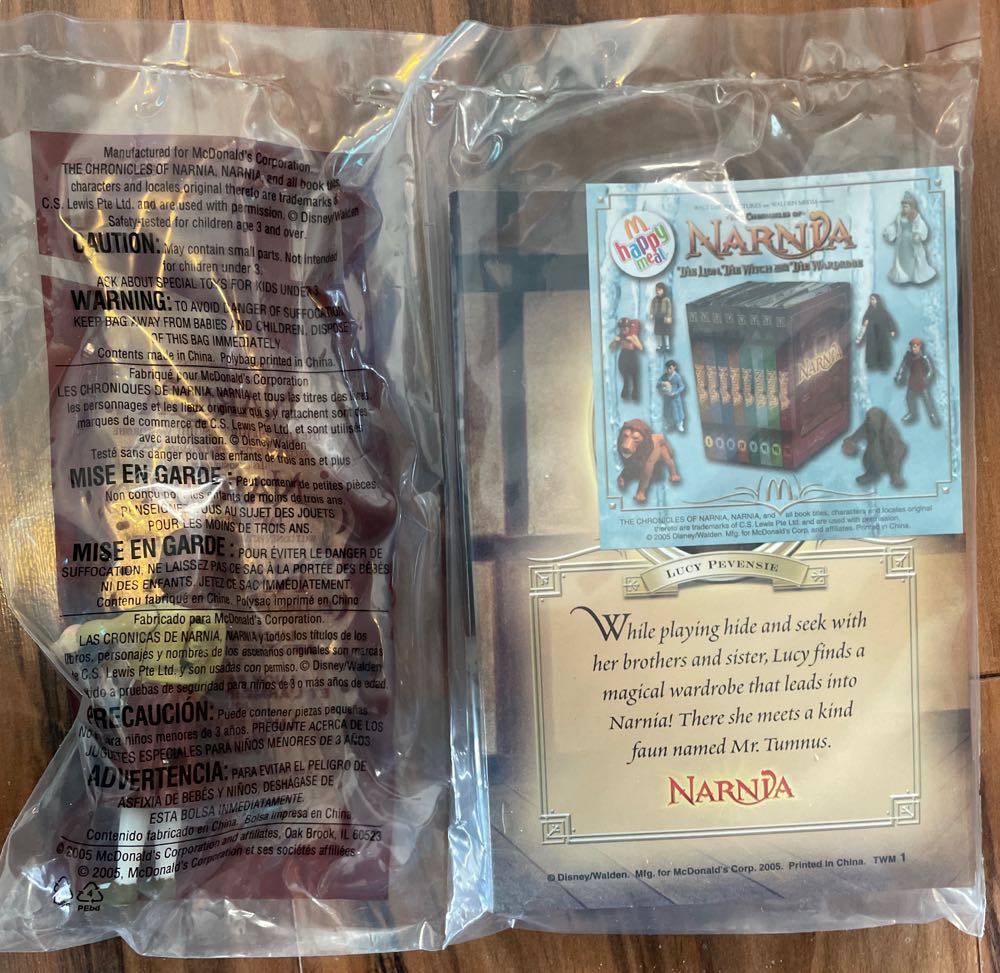 Manufactured for McDonald's Corporation.
THE CHRONICLES OF NARNIA, NARNIA, and all book titles,
characters and locales original thereto are trademarks of
C.S. Lewis Pte Ltd. and are used with permission. © Disney/Walden
Safety-tested for children age 3 and over.
CAUTION: May contain small parts. Not intended
for children under 3.
ASK ABOUT SPECIAL TOYS FOR KIDS UNDER 3.
WARNING: TO AVOID DANGER OF SUFFOCATION
KEEP BAG AWAY FROM BABIES AND CHILDREN. DISPOSE
OF THIS BAG IMMEDIATELY.
Contents made in China. Polybag printed in China.
Fabriqué pour McDonald's Corporation
LES CHRONIQUES DE NARNIA, NARNIA et tous les titres des livres,
les personnages et les lieux originaux qui s'y rattachent sont des
marques de commerce de C.S. Lewis Pte Ltd. et sont utilisés
avec autorisation. © Disney/Walden
Testé sans danger pour les enfants de trois ans et plus
MISE EN GARDE : Peut contenir de petites pièces.
Non conçu pour les enfants de moins de trois ans.
RENSEIGNEZ-VOUS AU SUJET DES JOUETS
POUR LES MOINS DE TROIS ANS.
MISE EN GARDE : POUR ÉVITER LE DANGER DE
SUFFOCATION, NE LAISSEZ PAS CE SAC À LA PORTÉE DES BÉBÉS
NI DES ENFANTS. JETEZ CE SAC IMMÉDIATEMENT.
Contenu fabriqué en Chine. Polysac imprimé en Chine
Fabricado para McDonald's Corporation.
LAS CRONICAS DE NARNIA, NARNIA y todos los títulos de los
libros, personajes y nombres de los escenarios originales son marcas
de C.S. Lewis Pte Ltd. y son usadas con permiso. © Disney/Walden
a pruebas de seguridad para niños de 3 o más años de edad.
PRECAUCIÓN: Puede contener piezas pequeñas.
No para niños menores de 3 años. PREGUNTE ACERCA DE LOS
JUGUETES ESPECIALES PARA NIÑOS MENORES DE 3 AÑOS
ADVERTENCIA: PARA EVITAR EL PELIGRO DE
ASFIXIA DE BEBÉS Y NIÑOS, DESHÁGASE DE
ESTA BOLSA INMEDIATAMENTE.
Contenido fabricado en China. Bolsa impresa en China
© 2005 McDonald's Corporation and affiliates, Oak Brook, IL 60523
© 2005, McDonald's Corporation et ses sociétés affiliées
4
PEbd
WALT DISNEY PICTURES AND WALDEN MEDIA
happy
meal
THE CHRONICLES OF
NARNIA
THE LION, THE WITCH AND THE WARDROBE
NARNIA
THE CHRONICLES OF NARNIA, NARNIA, and all book titles, characters and locales original
thereto are trademarks of C.S. Lewis Pte Ltd. and are used with permission.
© 2005 Disney/Walden. Mfg. for McDonald's Corp. and affiliates. Printed in China.
LUCY PEVENSIE
While playing hide and seek with
her brothers and sister, Lucy finds a
magical wardrobe that leads into
Narnia! There she meets a kind
faun named Mr. Tumnus.
NARNIA
© Disney/Walden. Mfg. for McDonald's Corp. 2005. Printed in China. TWM 1